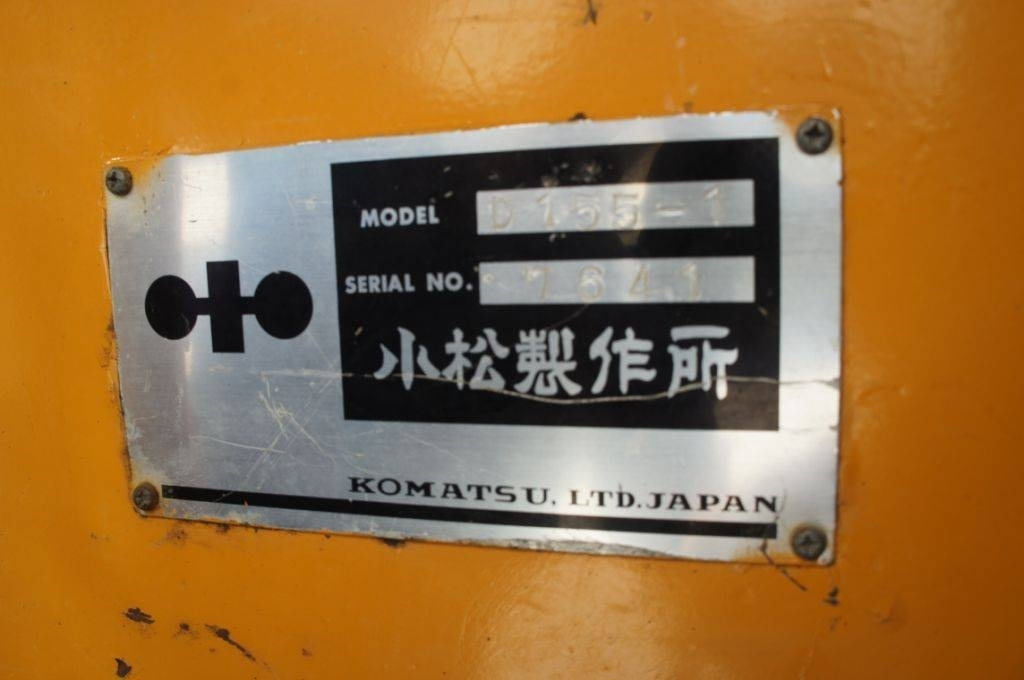 MODEL D155-1
SERIAL NO. 7641
小松製作所
KOMATSU, LTD. JAPAN